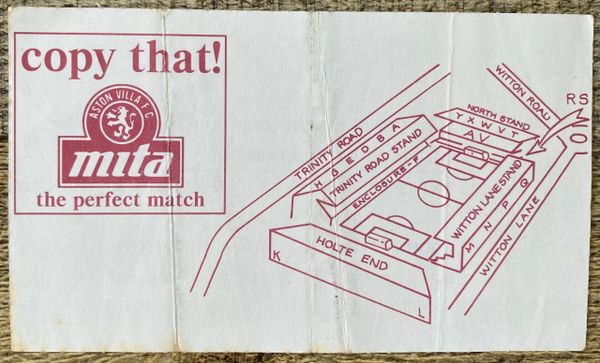 copy that!
ASTON VILLA F.C
mita
the perfect match
WITTON ROAD
R S
NORTH STAND
Y X W V T
AV
O
TRINITY ROAD
H G E D B A
TRINITY ROAD STAND
ENCLOSURE-F
WITTON LANE STAND
M N P Q
WITTON LANE
HOLTE END
K
L